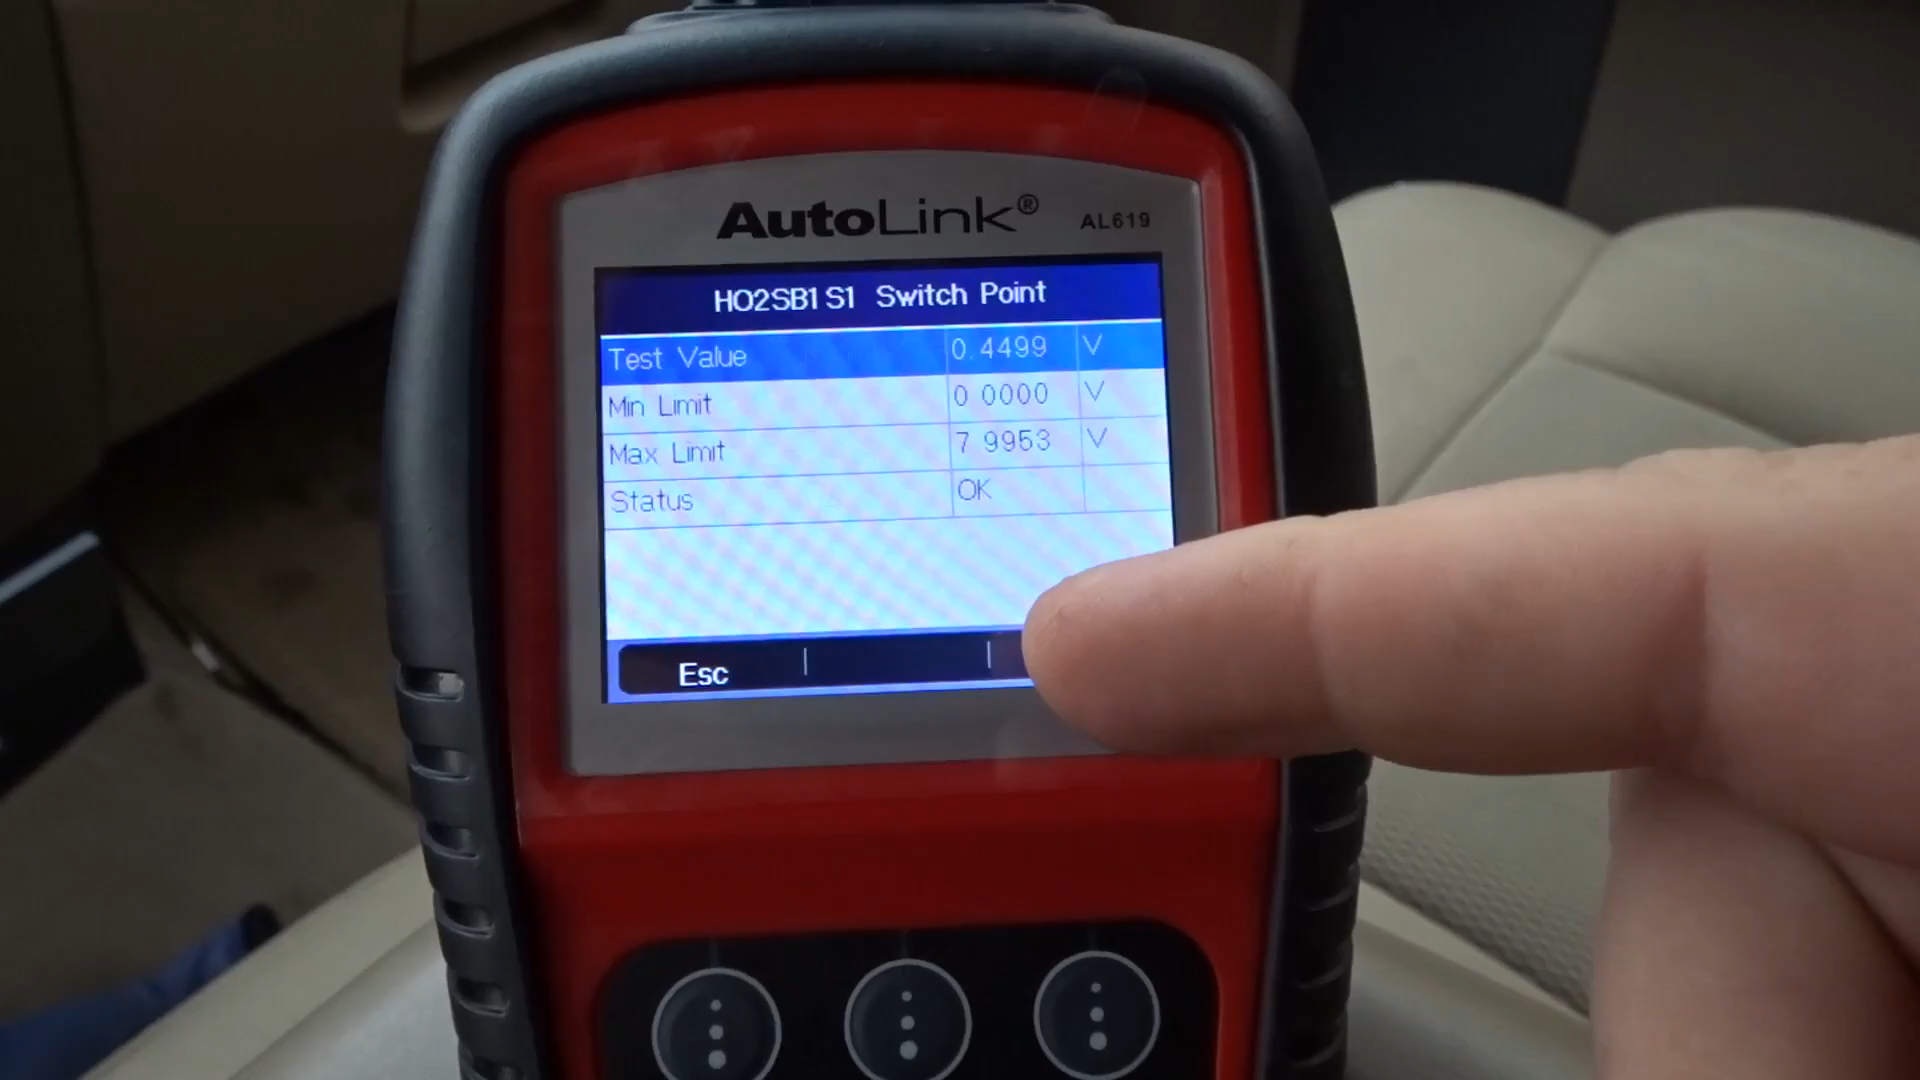 AutoLink® AL619
HO2SB1 S1 Switch Point
Test Value 0.4499 V
Min Limit 0 0000 V
Max Limit 7 9953 V
Status OK
Esc